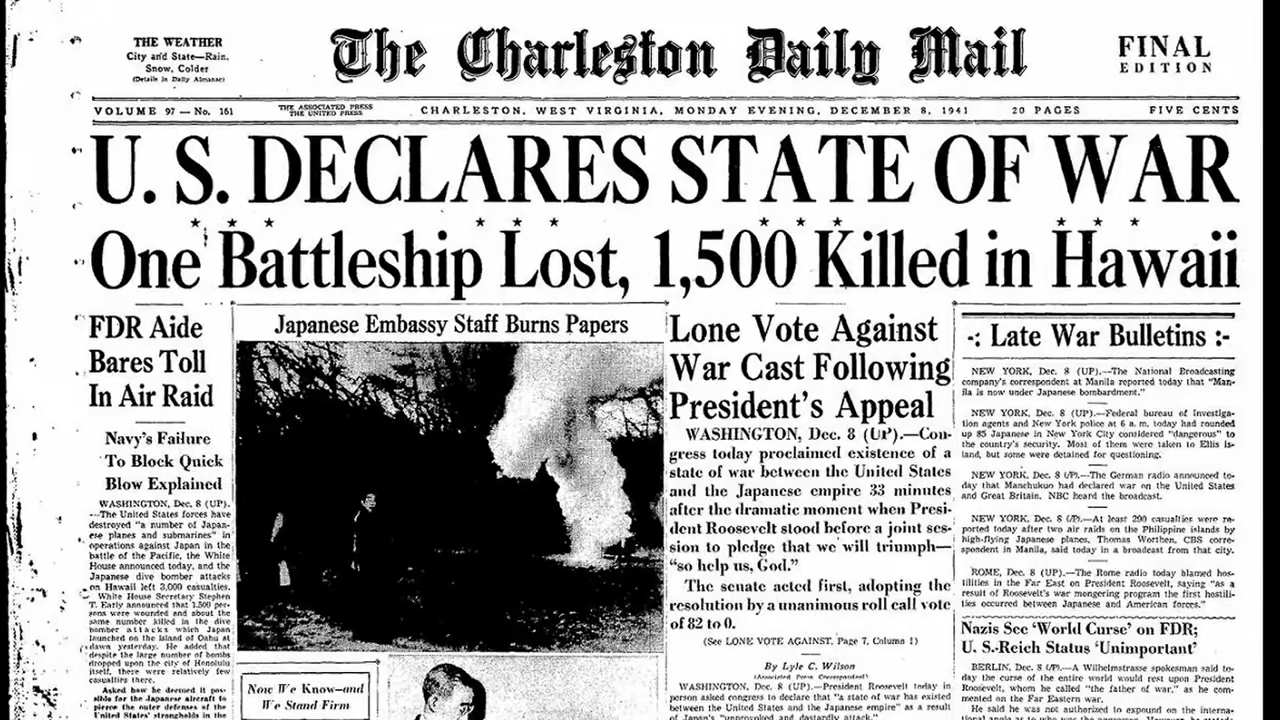 THE WEATHER
City and State—Rain,
Snow, Colder
(Details in Daily Almanac)
The Charleston Daily Mail
FINAL
EDITION
VOLUME 97 — No. 161
THE ASSOCIATED PRESS
THE UNITED PRESS
CHARLESTON, WEST VIRGINIA, MONDAY EVENING, DECEMBER 8, 1941
20 PAGES
FIVE CENTS
U. S. DECLARES STATE OF WAR
One Battleship Lost, 1,500 Killed in Hawaii
FDR Aide
Bares Toll
In Air Raid
Navy's Failure
To Block Quick
Blow Explained
WASHINGTON, Dec. 8 (UP).
—The United States forces have
destroyed "a number of Japan-
ese planes and submarines" in
operations against Japan in the
battle of the Pacific, the White
House announced today, and the
Japanese dive bomber attacks
on Hawaii left 3,000 casualties.
White House Secretary Stephen
T. Early announced that 1,500 per-
sons were wounded and about the
same number killed in the dive
bomber attacks which Japan
launched on the island of Oahu at
dawn yesterday. He added that
despite the large number of bombs
dropped upon the city of Honolulu
itself, there were relatively few
casualties there.
Asked how he deemed it pos-
sible for the Japanese aircraft to
pierce the outer defenses of the
United States' strongholds in the
Japanese Embassy Staff Burns Papers
Now We Know—and
We Stand Firm
Lone Vote Against
War Cast Following
President's Appeal
WASHINGTON, Dec. 8 (UP).—Con-
gress today proclaimed existence of a
state of war between the United States
and the Japanese empire 33 minutes
after the dramatic moment when Presi-
dent Roosevelt stood before a joint ses-
sion to pledge that we will triumph—
"so help us, God."
The senate acted first, adopting the
resolution by a unanimous roll call vote
of 82 to 0.
(See LONE VOTE AGAINST, Page 7, Column 1)
By Lyle C. Wilson
(Associated Press Correspondent)
WASHINGTON, Dec. 8 (UP).—President Roosevelt today in
person asked congress to declare that "a state of war has existed
between the United States and the Japanese empire" as a result
of Japan's "unprovoked and dastardly attack."
-: Late War Bulletins :-
NEW YORK, Dec. 8 (UP).—The National Broadcasting
company's correspondent at Manila reported today that "Man-
ila is now under Japanese bombardment."
NEW YORK, Dec. 8 (UP).—Federal bureau of investiga-
tion agents and New York police at 6 a. m. today had rounded
up 85 Japanese in New York City considered "dangerous" to
the country's security. Most of them were taken to Ellis is-
land, but some were detained for questioning.
NEW YORK, Dec. 8 (/P).—The German radio announced to-
day that Manchukuo had declared war on the United States
and Great Britain. NBC heard the broadcast.
NEW YORK, Dec. 8 (/P).—At least 290 casualties were re-
ported today after two air raids on the Philippine islands by
high-flying Japanese planes, Thomas Worthen, CBS corre-
spondent in Manila, said today in a broadcast from that city.
ROME, Dec. 8 (UP).—The Rome radio today blamed hos-
tilities in the Far East on President Roosevelt, saying "as a
result of Roosevelt's war mongering program the first hostili-
ties occurred between Japanese and American forces."
Nazis See 'World Curse' on FDR;
U. S.-Reich Status 'Unimportant'
BERLIN, Dec. 8 (/P).—A Wilhelmstrasse spokesman said to-
day the curse of the entire world would rest upon President
Roosevelt, whom he called "the father of war," as he com-
mented on the Far Eastern war.
He said he was not authorized to expound on the interna-